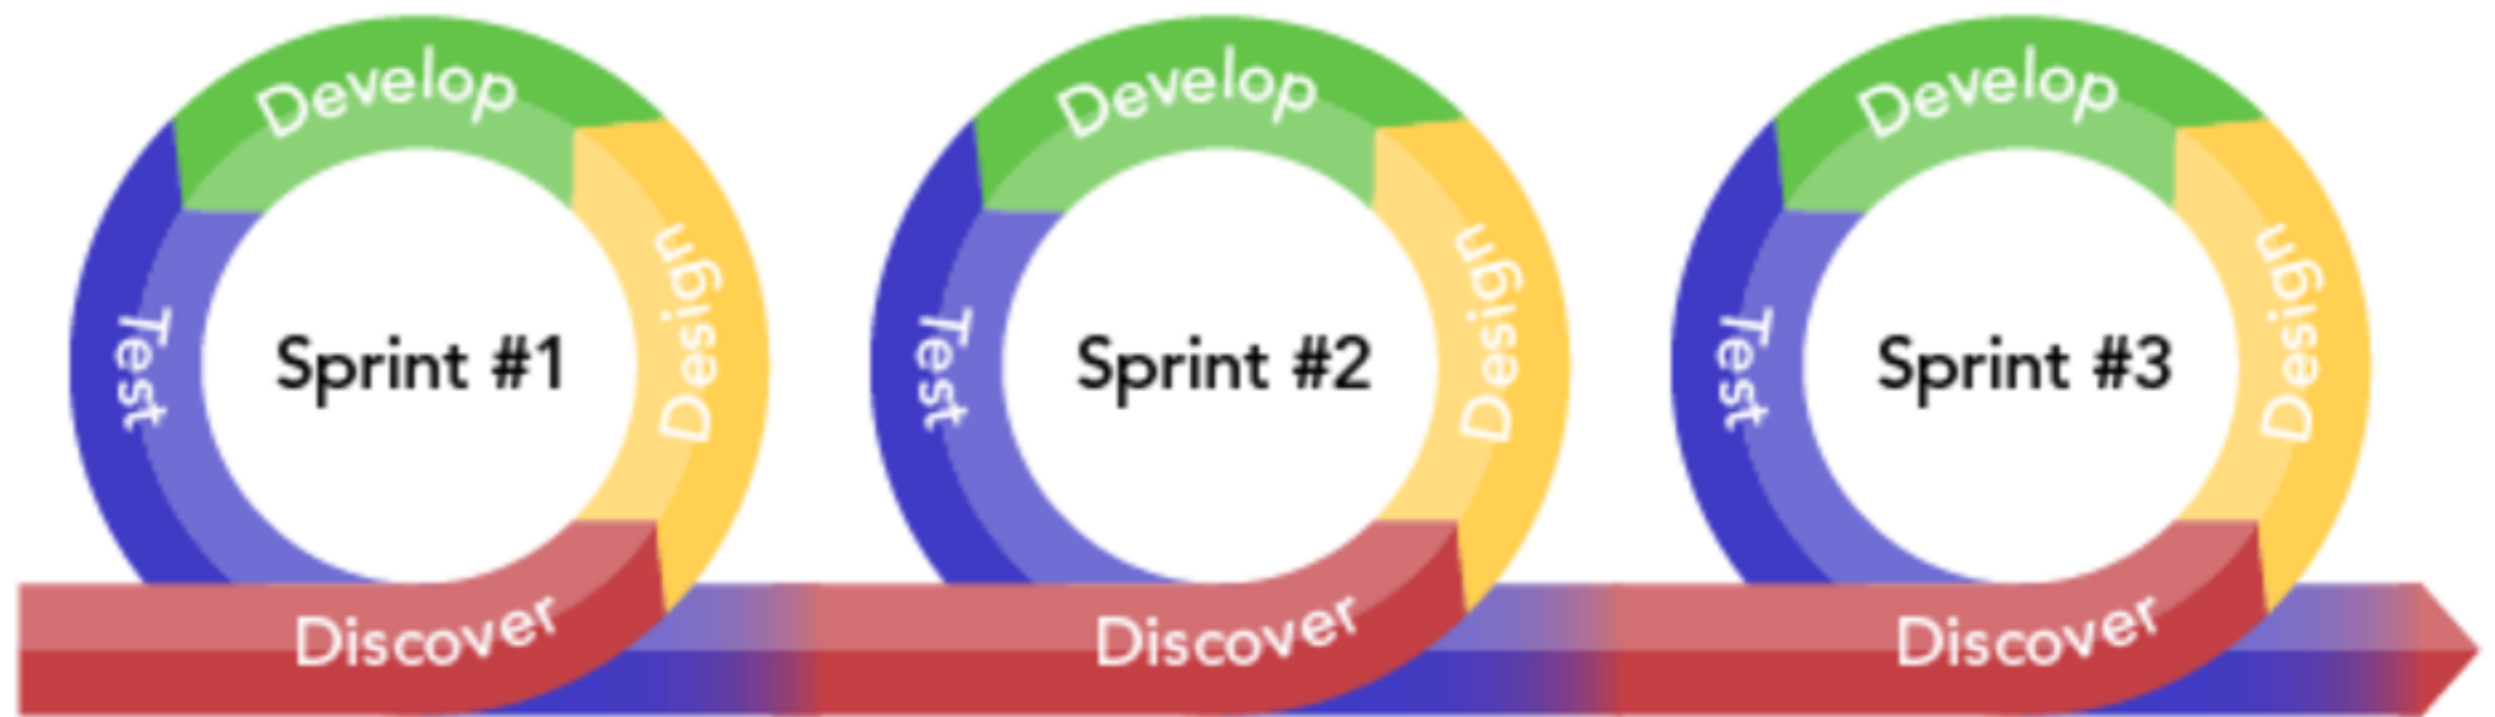 Develop
Design
Test
Sprint #1
Discover
Develop
Design
Test
Sprint #2
Discover
Develop
Design
Test
Sprint #3
Discover